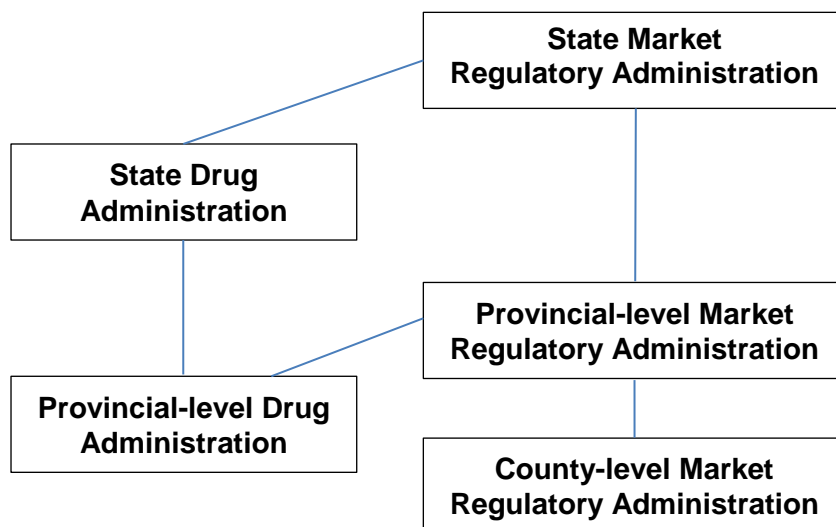 State Market
Regulatory Administration
State Drug
Administration
Provincial-level Market
Regulatory Administration
Provincial-level Drug
Administration
County-level Market
Regulatory Administration